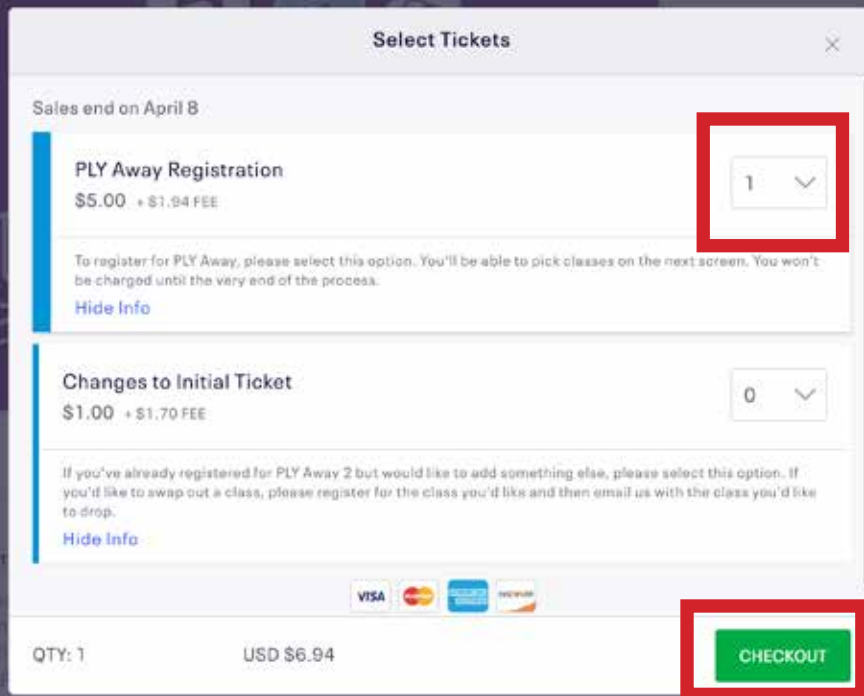 Select Tickets
Sales end on April 8
PLY Away Registration
1
$5.00 + $1.94 FEE
To register for PLY Away, please select this option. You'll be able to pick classes on the next screen. You won't
be charged until the very end of the process.
Hide Info
Changes to Initial Ticket
0
$1.00 + $1.70 FEE
If you've already registered for PLY Away 2 but would like to add something else, please select this option. If
you'd like to swap out a class, please register for the class you'd like and then email us with the class you'd like
to drop.
Hide Info
VISA
QTY: 1 USD $6.94 CHECKOUT